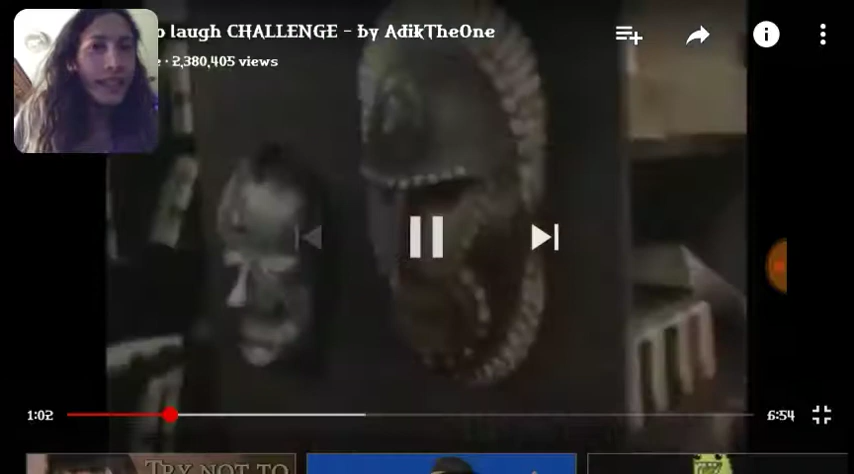 o laugh CHALLENGE - by AdikTheOne
e · 2,380,405 views
1:02
6:54
TRY NOT TO